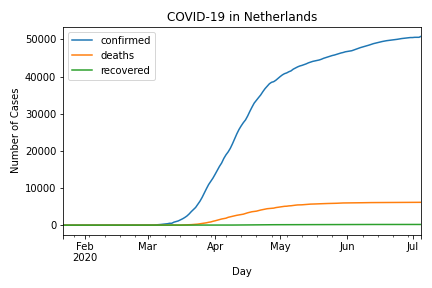 COVID-19 in Netherlands
confirmed
deaths
recovered
Number of Cases
50000
40000
30000
20000
10000
0
Feb
2020
Mar
Apr
May
Jun
Jul
Day